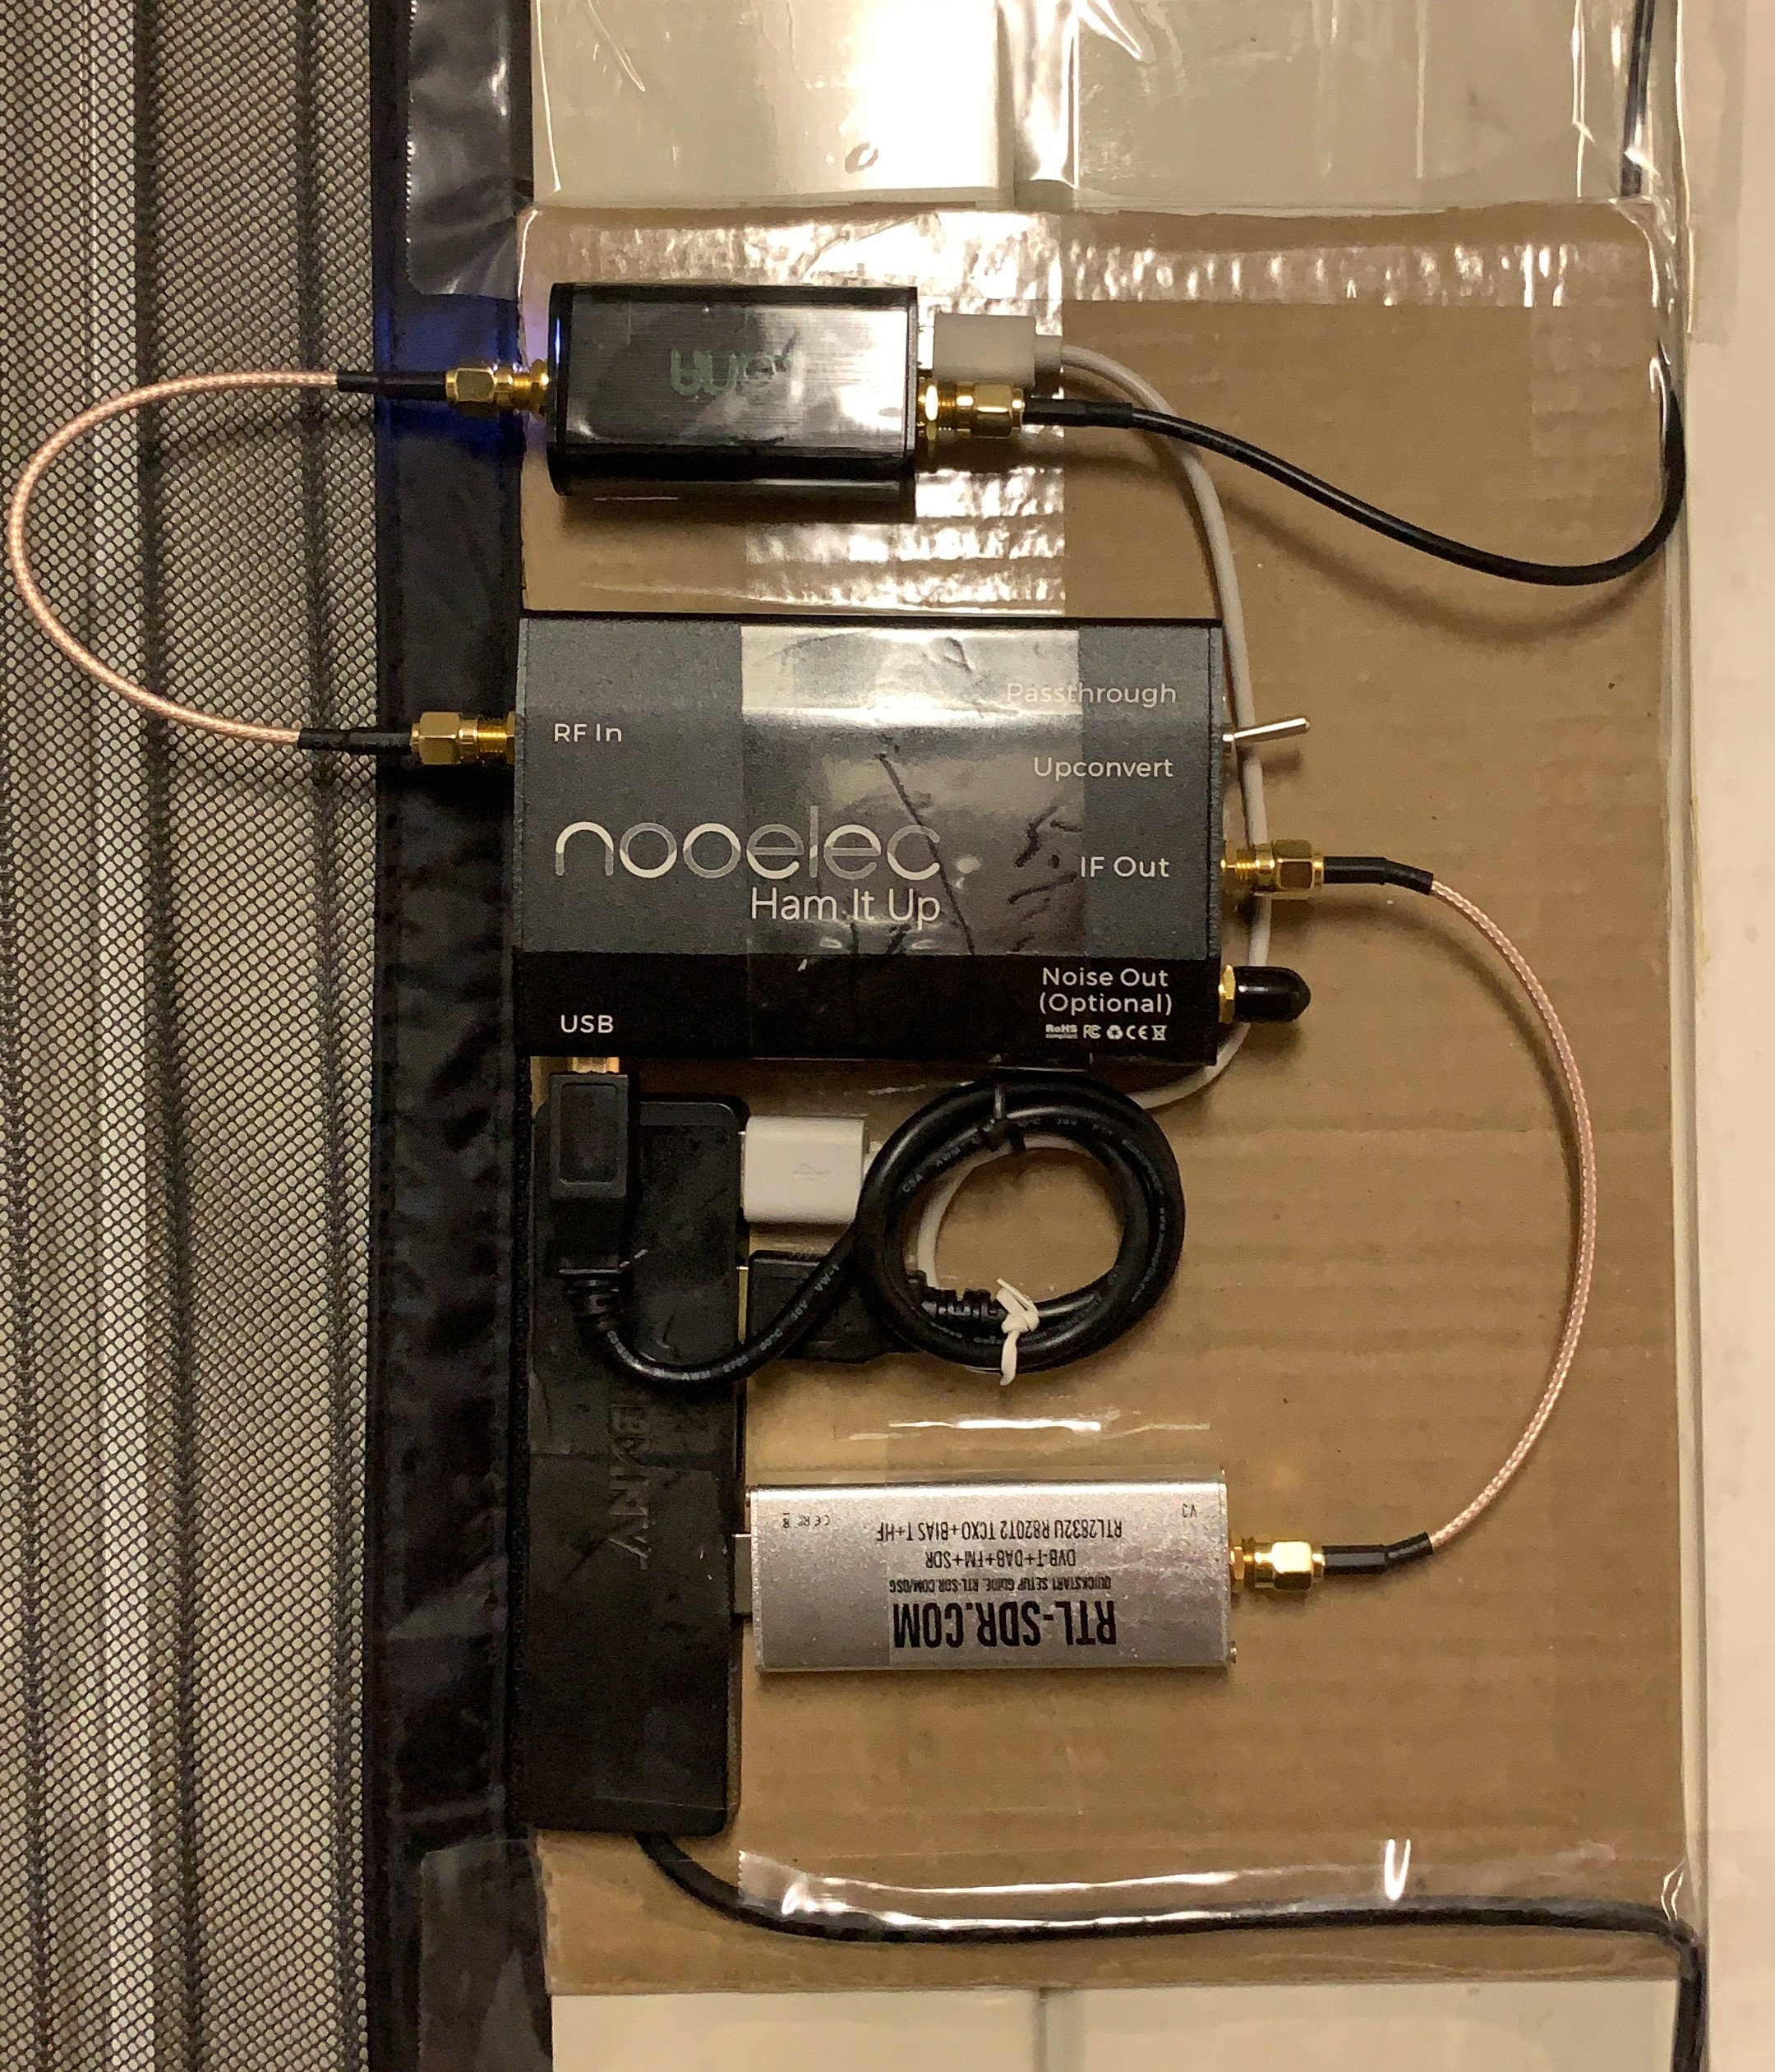 Passthrough
RF In
Upconvert
nooelec
IF Out
Ham It Up
Noise Out
(Optional)
RoHS
compliant
FC CE
USB
V3
RTL2832U R820T2 TCXO+BIAS T+HF
DVB-T+DAB+FM+SDR
QUICKSTART SETUP GUIDE: RTL-SDR.COM/QSG
RTL-SDR.COM
CE FC